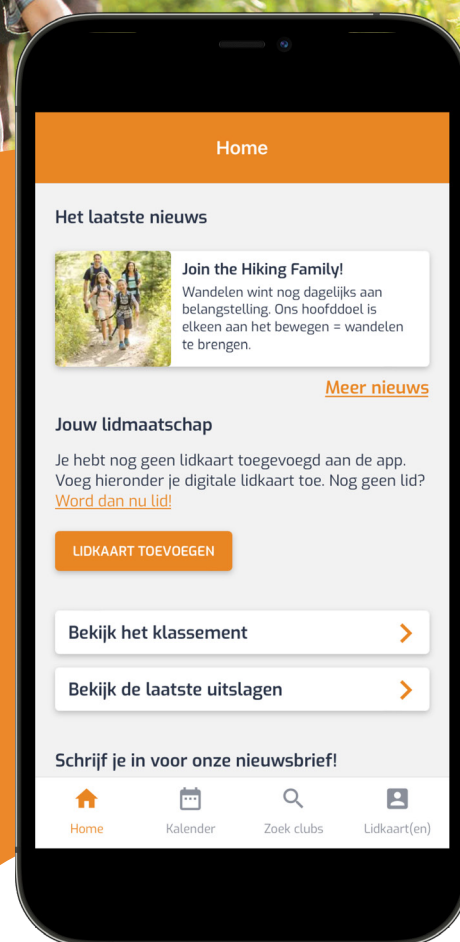 Home
Het laatste nieuws
Join the Hiking Family!
Wandelen wint nog dagelijks aan
belangstelling. Ons hoofddoel is
elkeen aan het bewegen = wandelen
te brengen.
Meer nieuws
Jouw lidmaatschap
Je hebt nog geen lidkaart toegevoegd aan de app.
Voeg hieronder je digitale lidkaart toe. Nog geen lid?
Word dan nu lid!
LIDKAART TOEVOEGEN
Bekijk het klassement
Bekijk de laatste uitslagen
Schrijf je in voor onze nieuwsbrief!
Home
Kalender
Zoek clubs
Lidkaart(en)